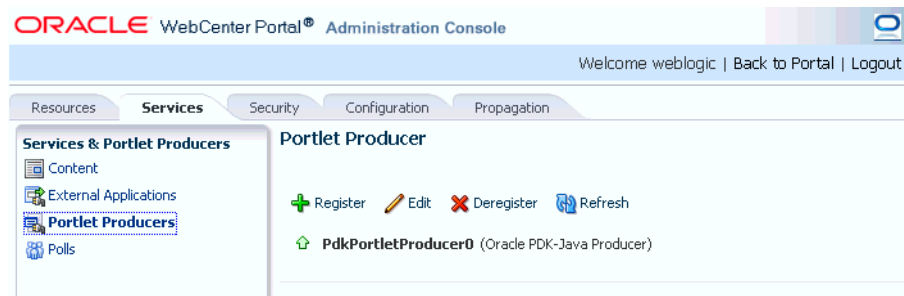 ORACLE WebCenter Portal® Administration Console
Welcome weblogic | Back to Portal | Logout
Resources Services Security Configuration Propagation
Services & Portlet Producers
Content
External Applications
Portlet Producers
Polls
Portlet Producer
Register Edit Deregister Refresh
PdkPortletProducer0 (Oracle PDK-Java Producer)